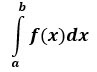 b
∫ f(x)dx
a